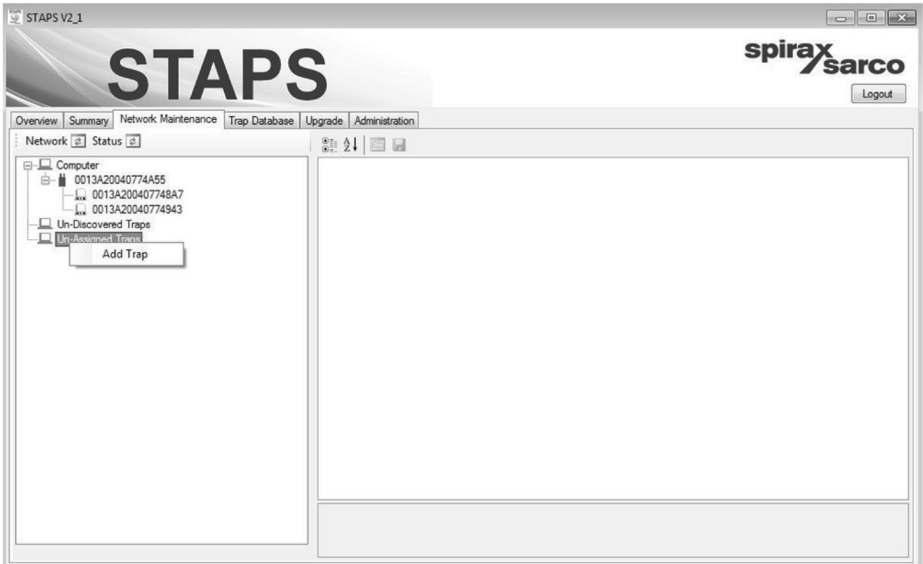 STAPS V2_1
STAPS
spirax
sarco
Logout
Overview Summary Network Maintenance Trap Database Upgrade Administration
Network Status
Computer
0013A20040774A55
0013A200407748A7
0013A20040774943
Un-Discovered Traps
Un-Assigned Traps
Add Trap